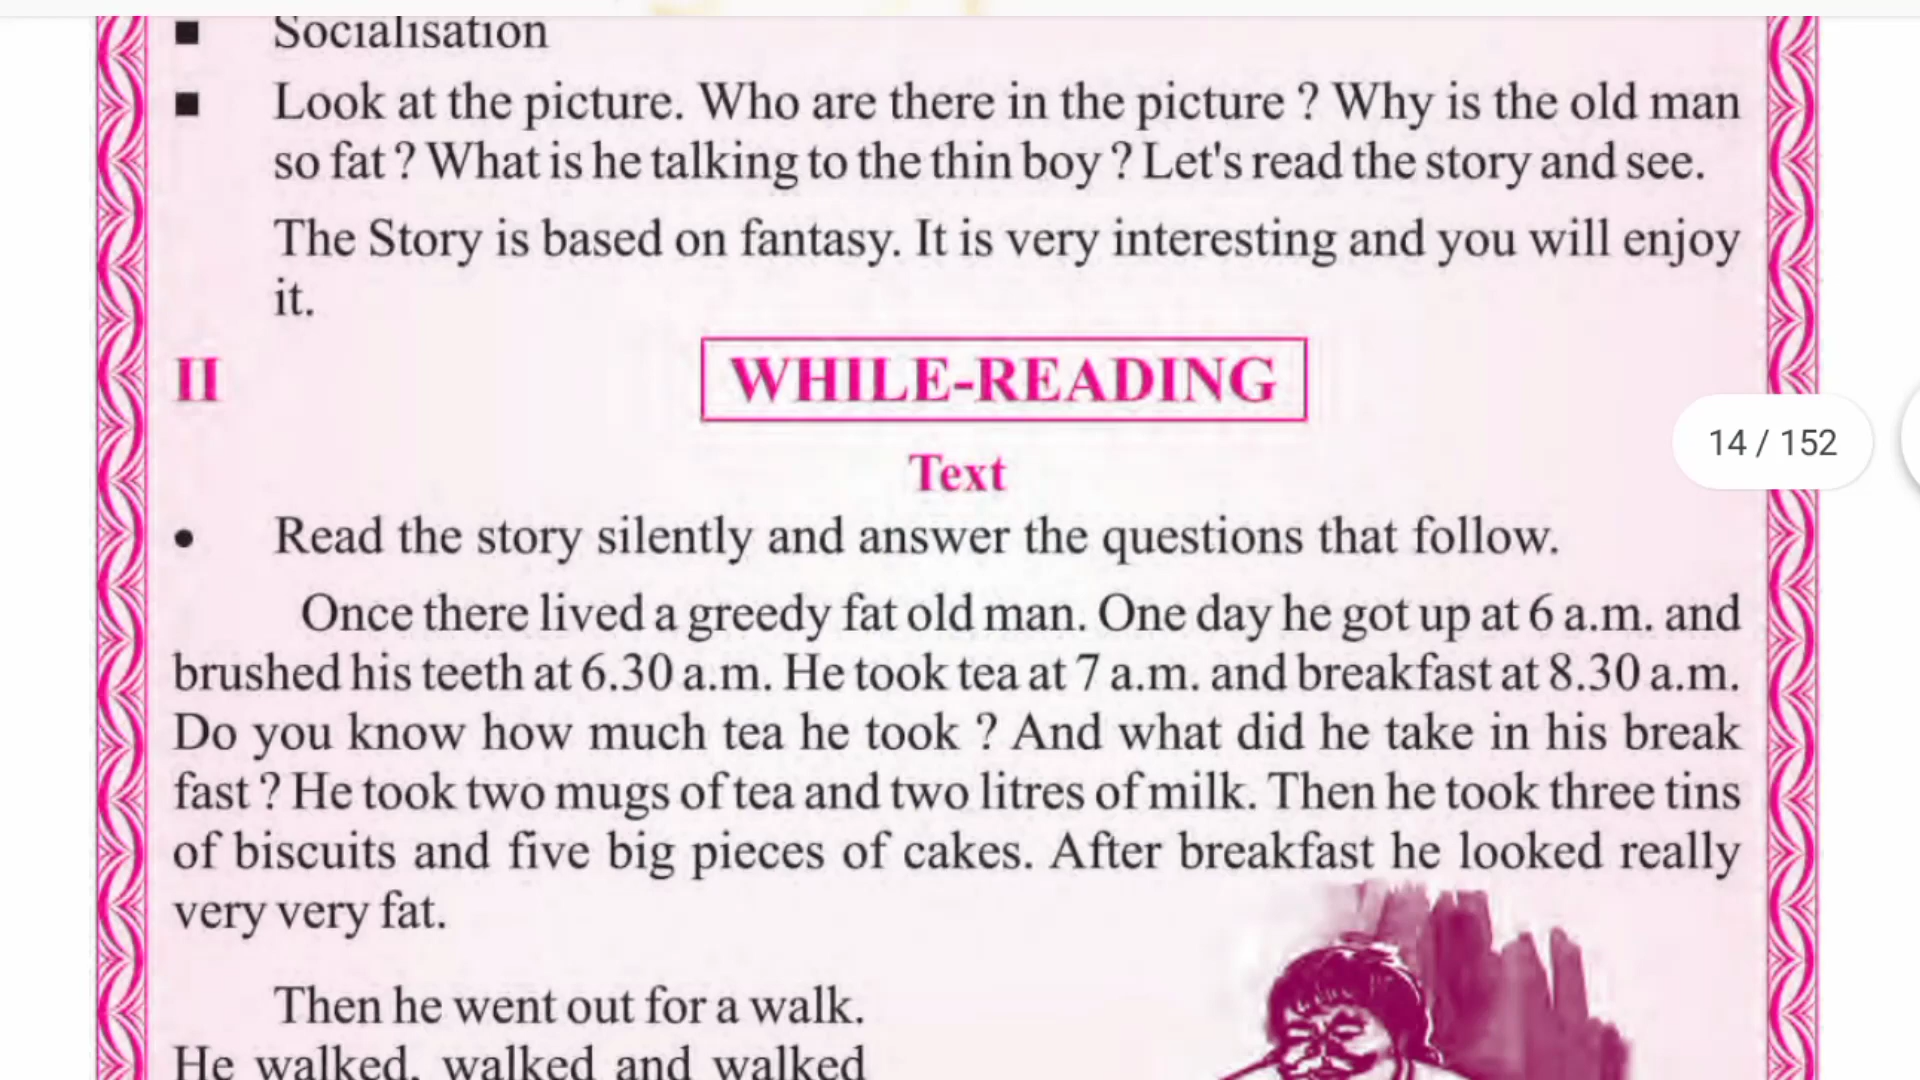 Socialisation
Look at the picture. Who are there in the picture ? Why is the old man
so fat ? What is he talking to the thin boy ? Let's read the story and see.
The Story is based on fantasy. It is very interesting and you will enjoy
it.
II
WHILE-READING
14 / 152
Text
Read the story silently and answer the questions that follow.
Once there lived a greedy fat old man. One day he got up at 6 a.m. and
brushed his teeth at 6.30 a.m. He took tea at 7 a.m. and breakfast at 8.30 a.m.
Do you know how much tea he took ? And what did he take in his break
fast ? He took two mugs of tea and two litres of milk. Then he took three tins
of biscuits and five big pieces of cakes. After breakfast he looked really
very very fat.
Then he went out for a walk.
He walked, walked and walked